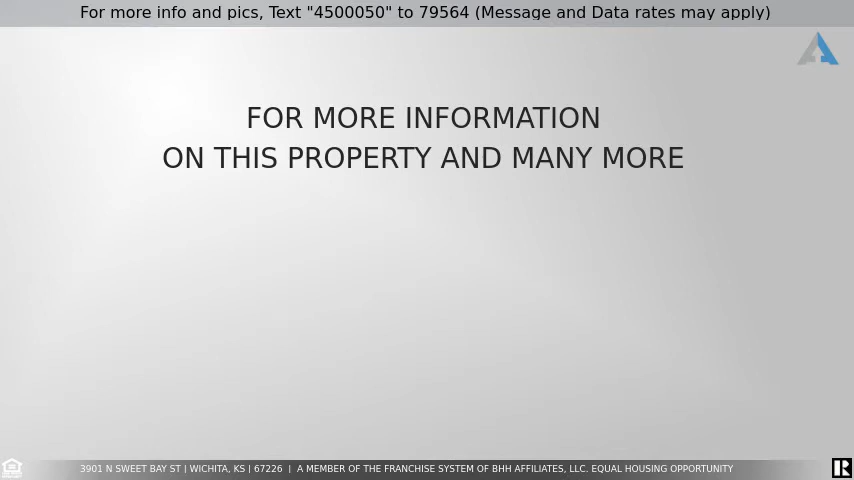 For more info and pics, Text "4500050" to 79564 (Message and Data rates may apply)
FOR MORE INFORMATION
ON THIS PROPERTY AND MANY MORE
3901 N SWEET BAY ST | WICHITA, KS | 67226 | A MEMBER OF THE FRANCHISE SYSTEM OF BHH AFFILIATES, LLC. EQUAL HOUSING OPPORTUNITY